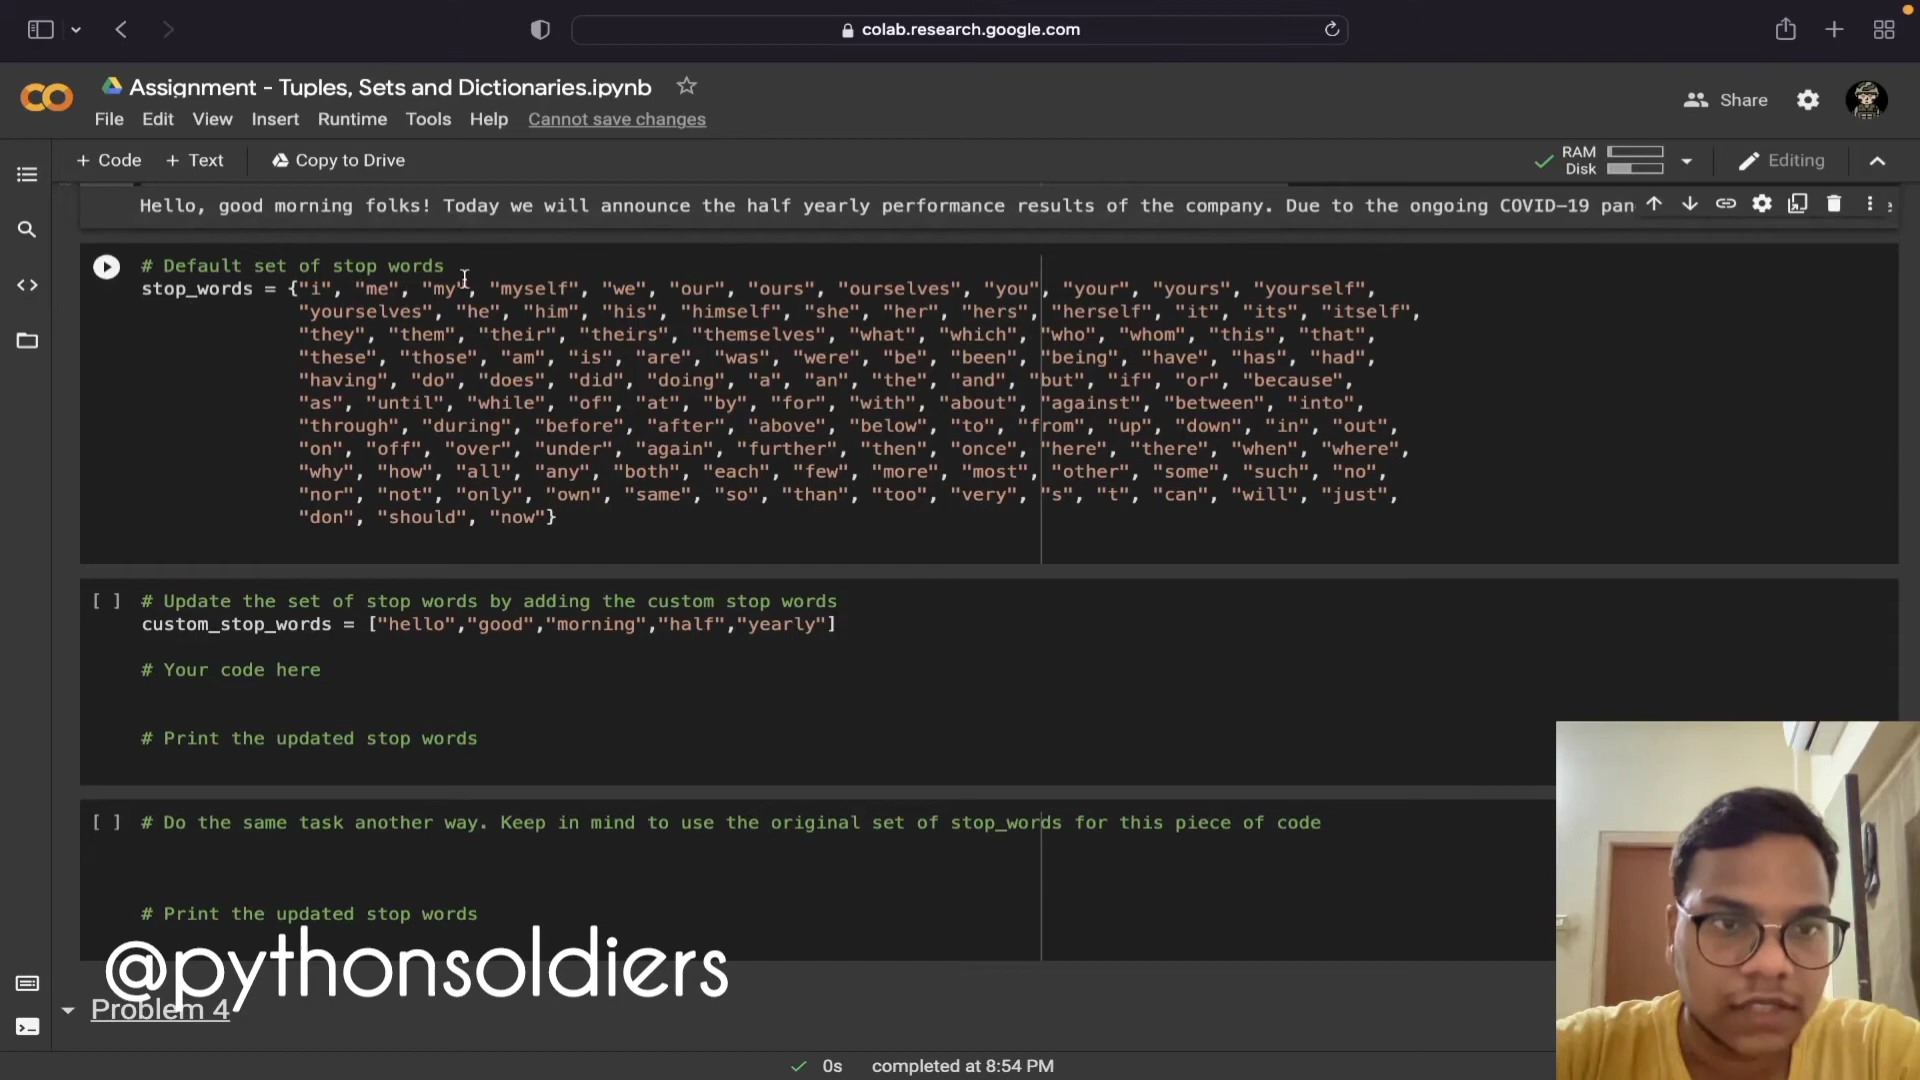 colab.research.google.com
Assignment - Tuples, Sets and Dictionaries.ipynb
Share
File Edit View Insert Runtime Tools Help Cannot save changes
+ Code + Text Copy to Drive
RAM
Disk
Editing
Hello, good morning folks! Today we will announce the half yearly performance results of the company. Due to the ongoing COVID-19 pan
# Default set of stop words
stop_words = {"i", "me", "my", "myself", "we", "our", "ours", "ourselves", "you", "your", "yours", "yourself",
"yourselves", "he", "him", "his", "himself", "she", "her", "hers", "herself", "it", "its", "itself",
"they", "them", "their", "theirs", "themselves", "what", "which", "who", "whom", "this", "that",
"these", "those", "am", "is", "are", "was", "were", "be", "been", "being", "have", "has", "had",
"having", "do", "does", "did", "doing", "a", "an", "the", "and", "but", "if", "or", "because",
"as", "until", "while", "of", "at", "by", "for", "with", "about", "against", "between", "into",
"through", "during", "before", "after", "above", "below", "to", "from", "up", "down", "in", "out",
"on", "off", "over", "under", "again", "further", "then", "once", "here", "there", "when", "where",
"why", "how", "all", "any", "both", "each", "few", "more", "most", "other", "some", "such", "no",
"nor", "not", "only", "own", "same", "so", "than", "too", "very", "s", "t", "can", "will", "just",
"don", "should", "now"}
[ ] # Update the set of stop words by adding the custom stop words
custom_stop_words = ["hello","good","morning","half","yearly"]
# Your code here
# Print the updated stop words
[ ] # Do the same task another way. Keep in mind to use the original set of stop_words for this piece of code
# Print the updated stop words
@pythonsoldiers
Problem 4
0s completed at 8:54 PM